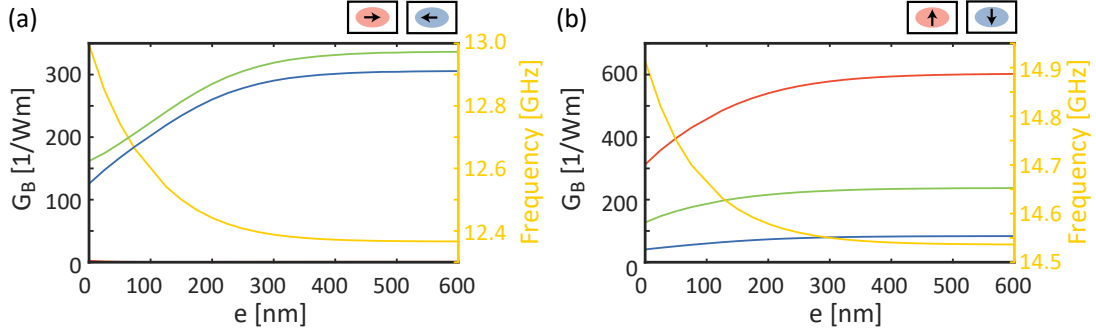 (a)
(b)
G_B [1/Wm]
300
200
100
0
0 100 200 300 400 500 600
e [nm]
13.0
12.8
12.6
12.4
Frequency [GHz]
G_B [1/Wm]
600
400
200
0
0 100 200 300 400 500 600
e [nm]
14.9
14.8
14.7
14.6
14.5
Frequency [GHz]